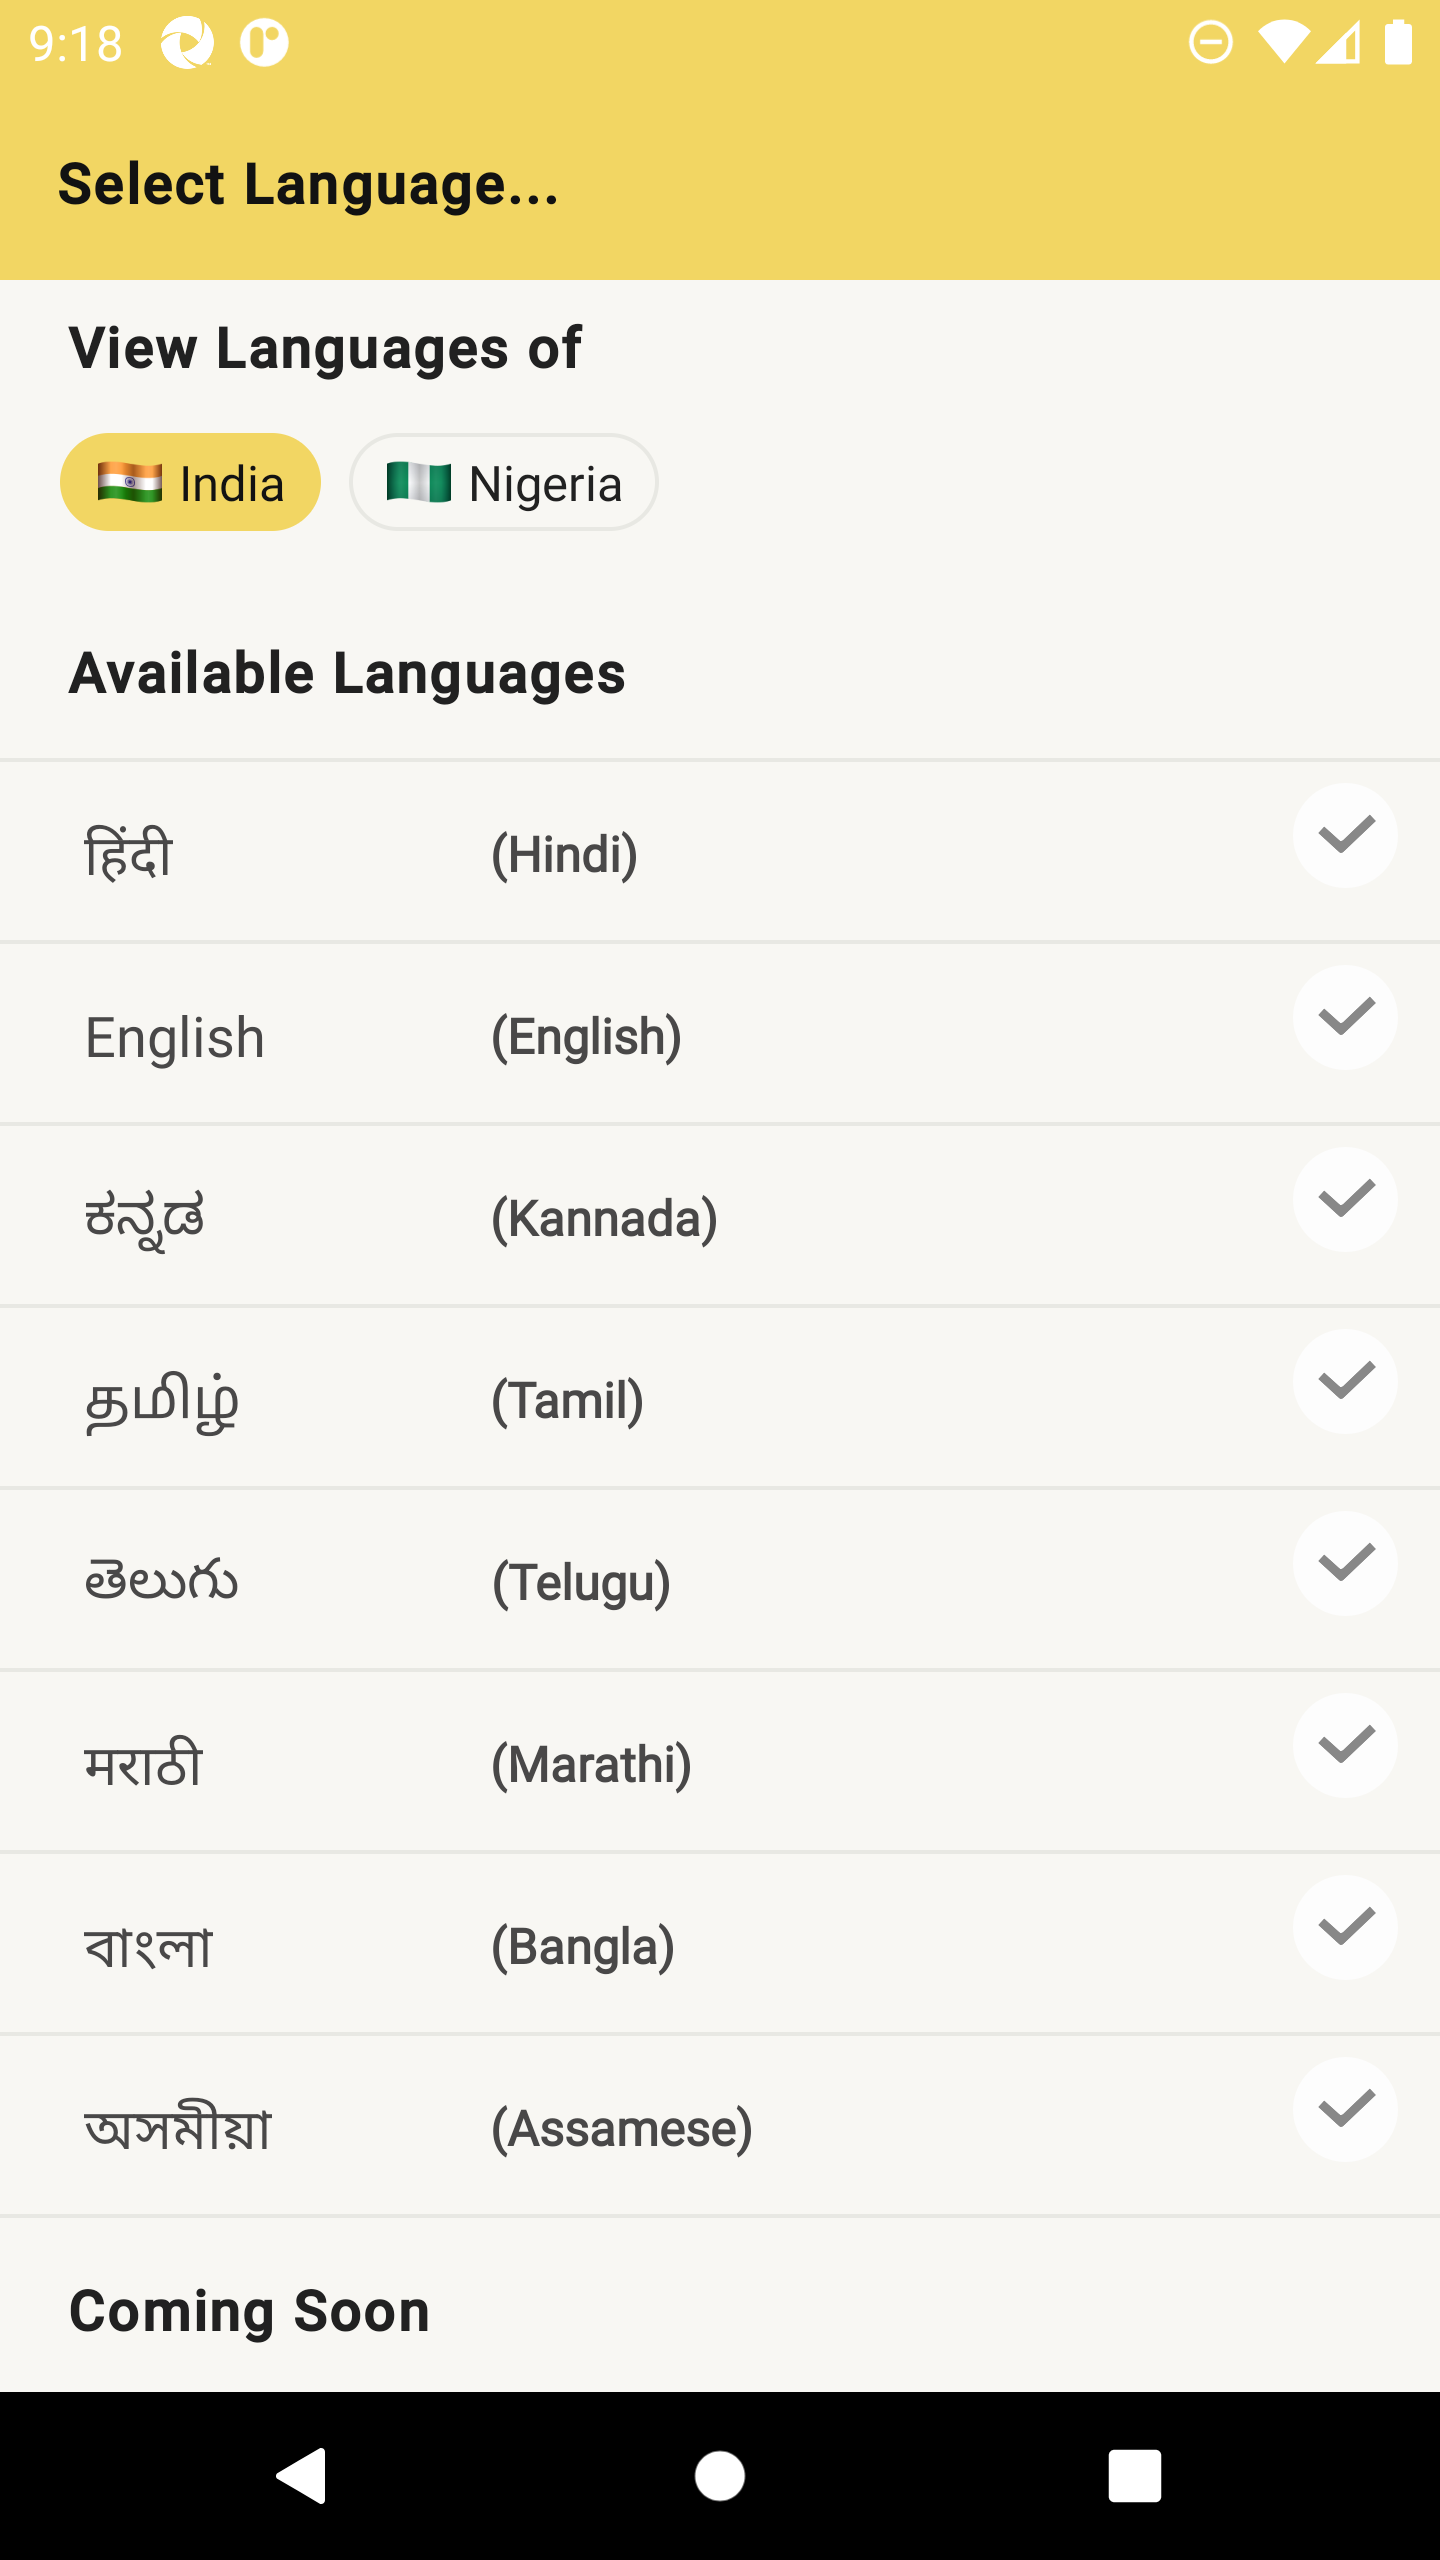 9:18
Select Language...
View Languages of
India Nigeria
Available Languages
हिंदी (Hindi)
English (English)
ಕನ್ನಡ (Kannada)
தமிழ் (Tamil)
తెలుగు (Telugu)
मराठी (Marathi)
বাংলা (Bangla)
অসমীয়া (Assamese)
Coming Soon